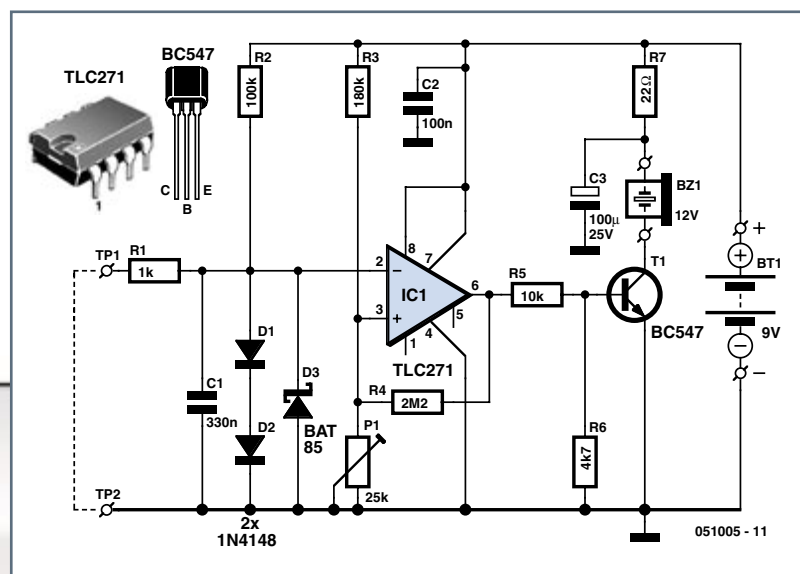 TLC271
BC547
C
B
E
1
R2
100k
R3
180k
C2
100n
R7
22Ω
C3
100µ
25V
BZ1
12V
TP1
R1
1k
8
7
2
–
3
+
IC1
6
5
4
1
TLC271
R5
10k
T1
BC547
+
+
BT1
–
–
9V
D1
D2
D3
BAT
85
C1
330n
R4
2M2
P1
25k
R6
4k7
TP2
2x
1N4148
051005 - 11